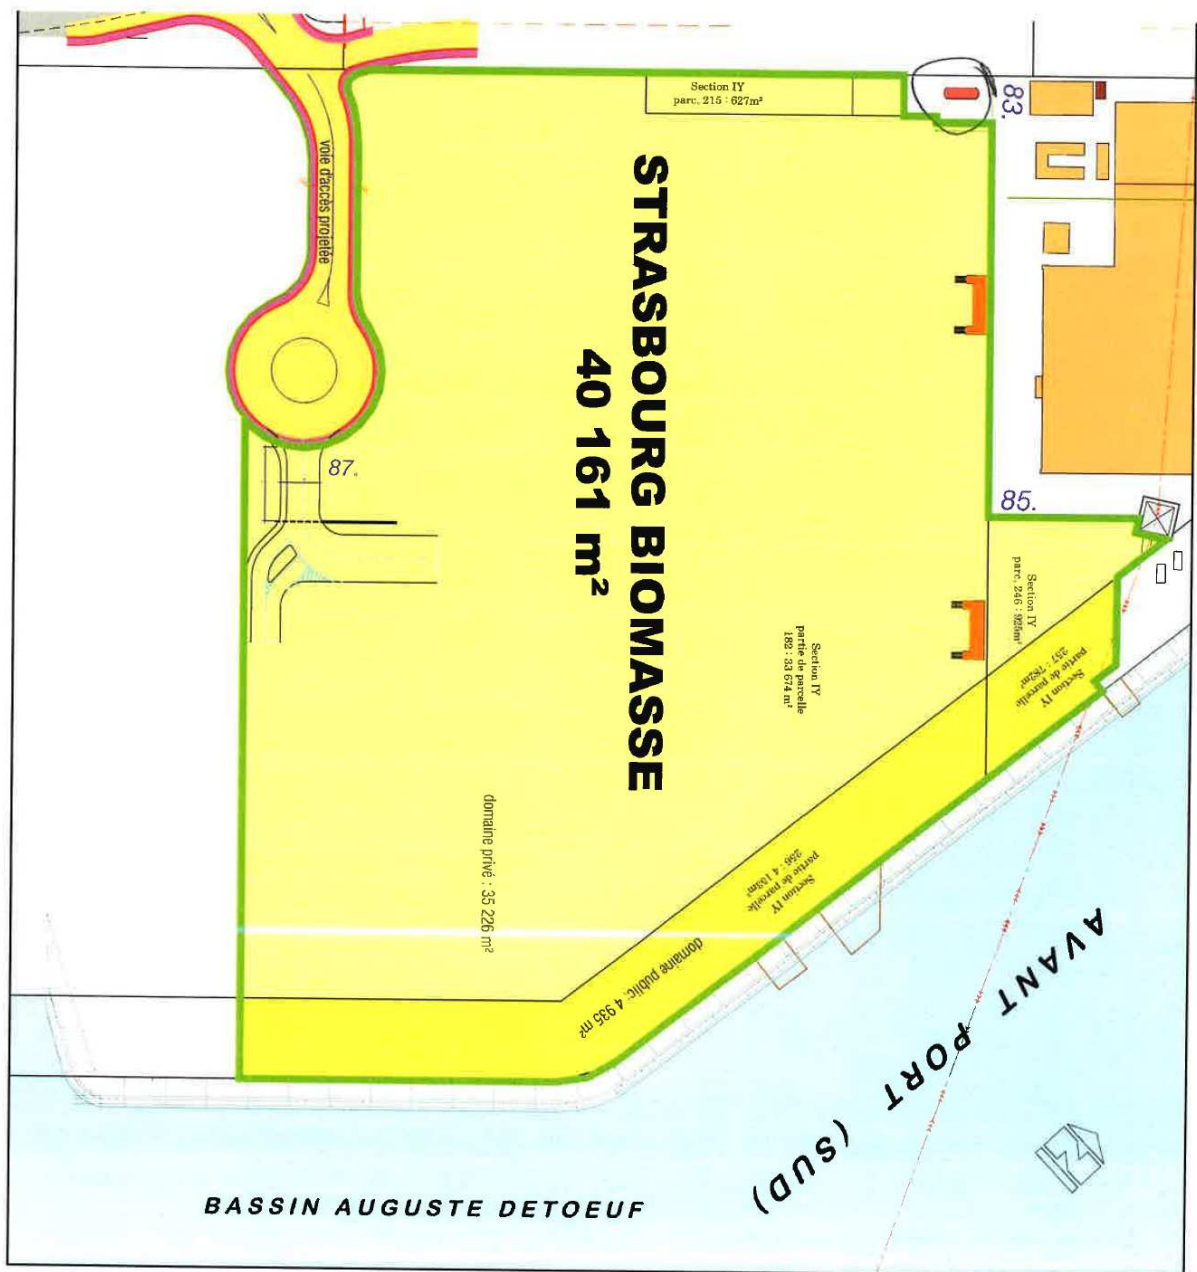 Section IY
parc. 215 : 627m²
83.
voie d'accès projetée
STRASBOURG BIOMASSE
40 161 m²
87.
85.
Section IY
parc. 246 : 925m²
Section IY
partie de parcelle
182 : 33 674 m²
Section IY
partie de parcelle
257 : 782m²
Section IY
partie de parcelle
256 : 4 153m²
domaine privé : 35 226 m²
domaine public: 4 935 m²
AVANT PORT (SUD)
BASSIN AUGUSTE DETOEUF
N